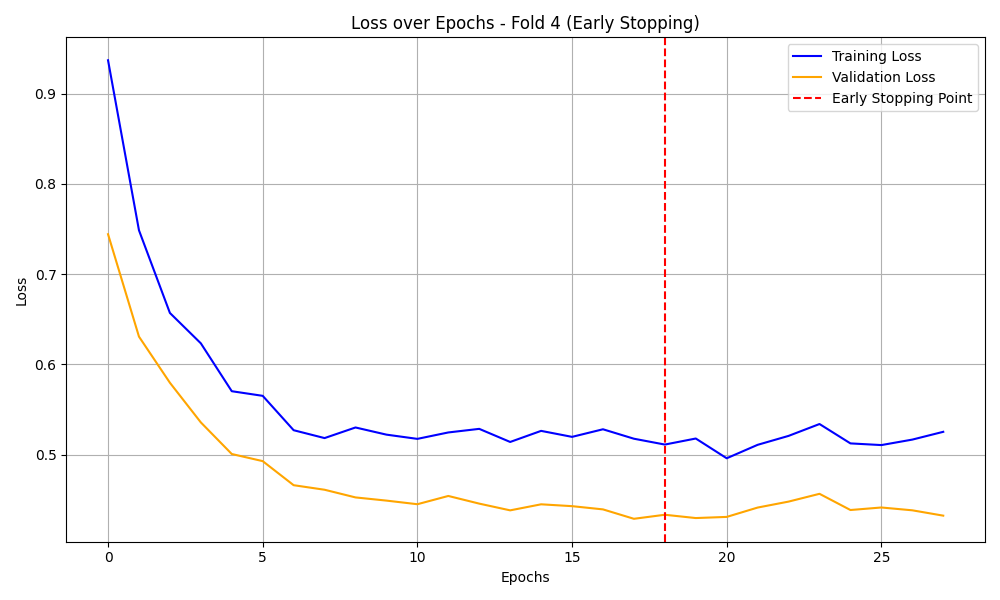 Loss over Epochs - Fold 4 (Early Stopping)
Training Loss
Validation Loss
Early Stopping Point
Loss
0.9
0.8
0.7
0.6
0.5
0 5 10 15 20 25
Epochs